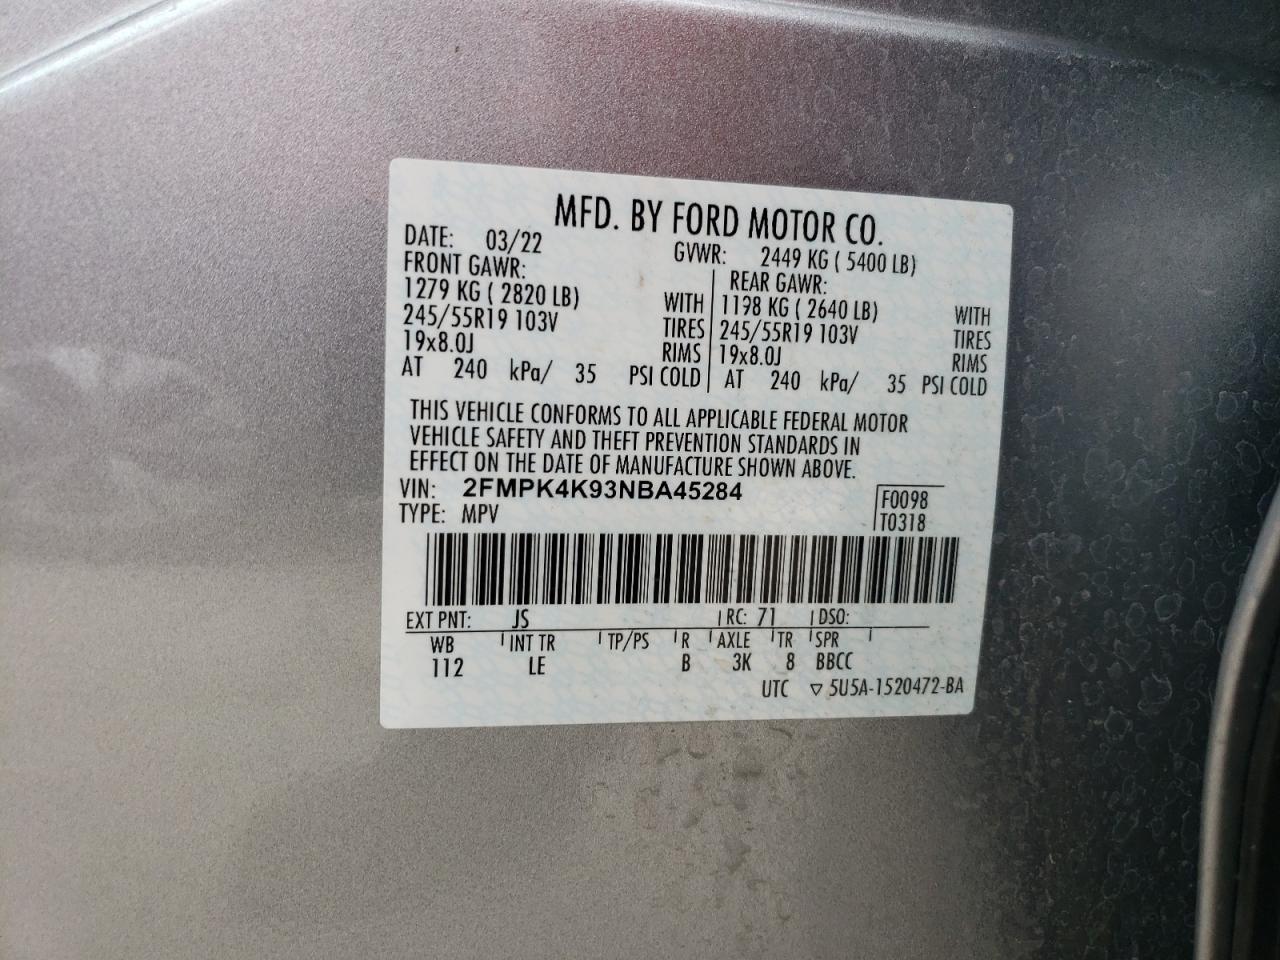 MFD. BY FORD MOTOR CO.
DATE: 03/22 GVWR: 2449 KG ( 5400 LB)
FRONT GAWR: REAR GAWR:
1279 KG ( 2820 LB) WITH 1198 KG ( 2640 LB) WITH
245/55R19 103V TIRES 245/55R19 103V TIRES
19x8.0J RIMS 19x8.0J RIMS
AT 240 kPa/ 35 PSI COLD AT 240 kPa/ 35 PSI COLD
THIS VEHICLE CONFORMS TO ALL APPLICABLE FEDERAL MOTOR
VEHICLE SAFETY AND THEFT PREVENTION STANDARDS IN
EFFECT ON THE DATE OF MANUFACTURE SHOWN ABOVE.
VIN: 2FMPK4K93NBA45284 F0098
TYPE: MPV T0318
EXT PNT: JS RC: 71 DSO:
WB INT TR TP/PS R AXLE TR SPR
112 LE B 3K 8 BBCC
UTC ▽ 5U5A-1520472-BA